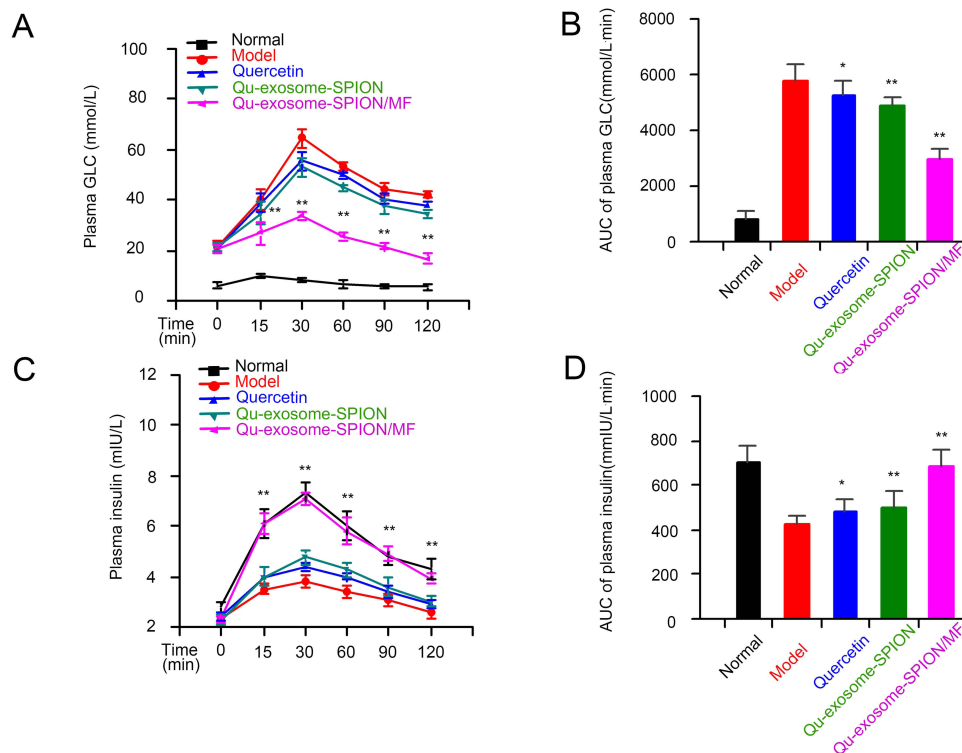 A
Normal
Model
Quercetin
Qu-exosome-SPION
Qu-exosome-SPION/MF
Plasma GLC (mmol/L)
100
80
60
40
20
0
** ** ** ** **
Time
(min)
0 15 30 60 90 120
B
AUC of plasma GLC(mmol/L·min)
8000
6000
4000
2000
0
* ** **
Normal
Model
Quercetin
Qu-exosome-SPION
Qu-exosome-SPION/MF
C
Normal
Model
Quercetin
Qu-exosome-SPION
Qu-exosome-SPION/MF
Plasma insulin (mIU/L)
12
10
8
6
4
2
** ** ** ** **
Time
(min)
0 15 30 60 90 120
D
AUC of plasma insulin(mmIU/L·min)
1000
800
600
400
200
0
* ** **
Normal
Model
Quercetin
Qu-exosome-SPION
Qu-exosome-SPION/MF